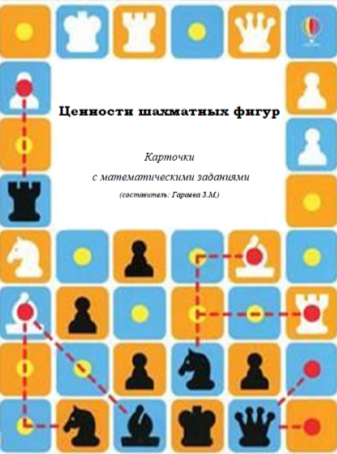 Ценности шахматных фигур
Карточки
с математическими заданиями
(составитель: Гараева З.М.)